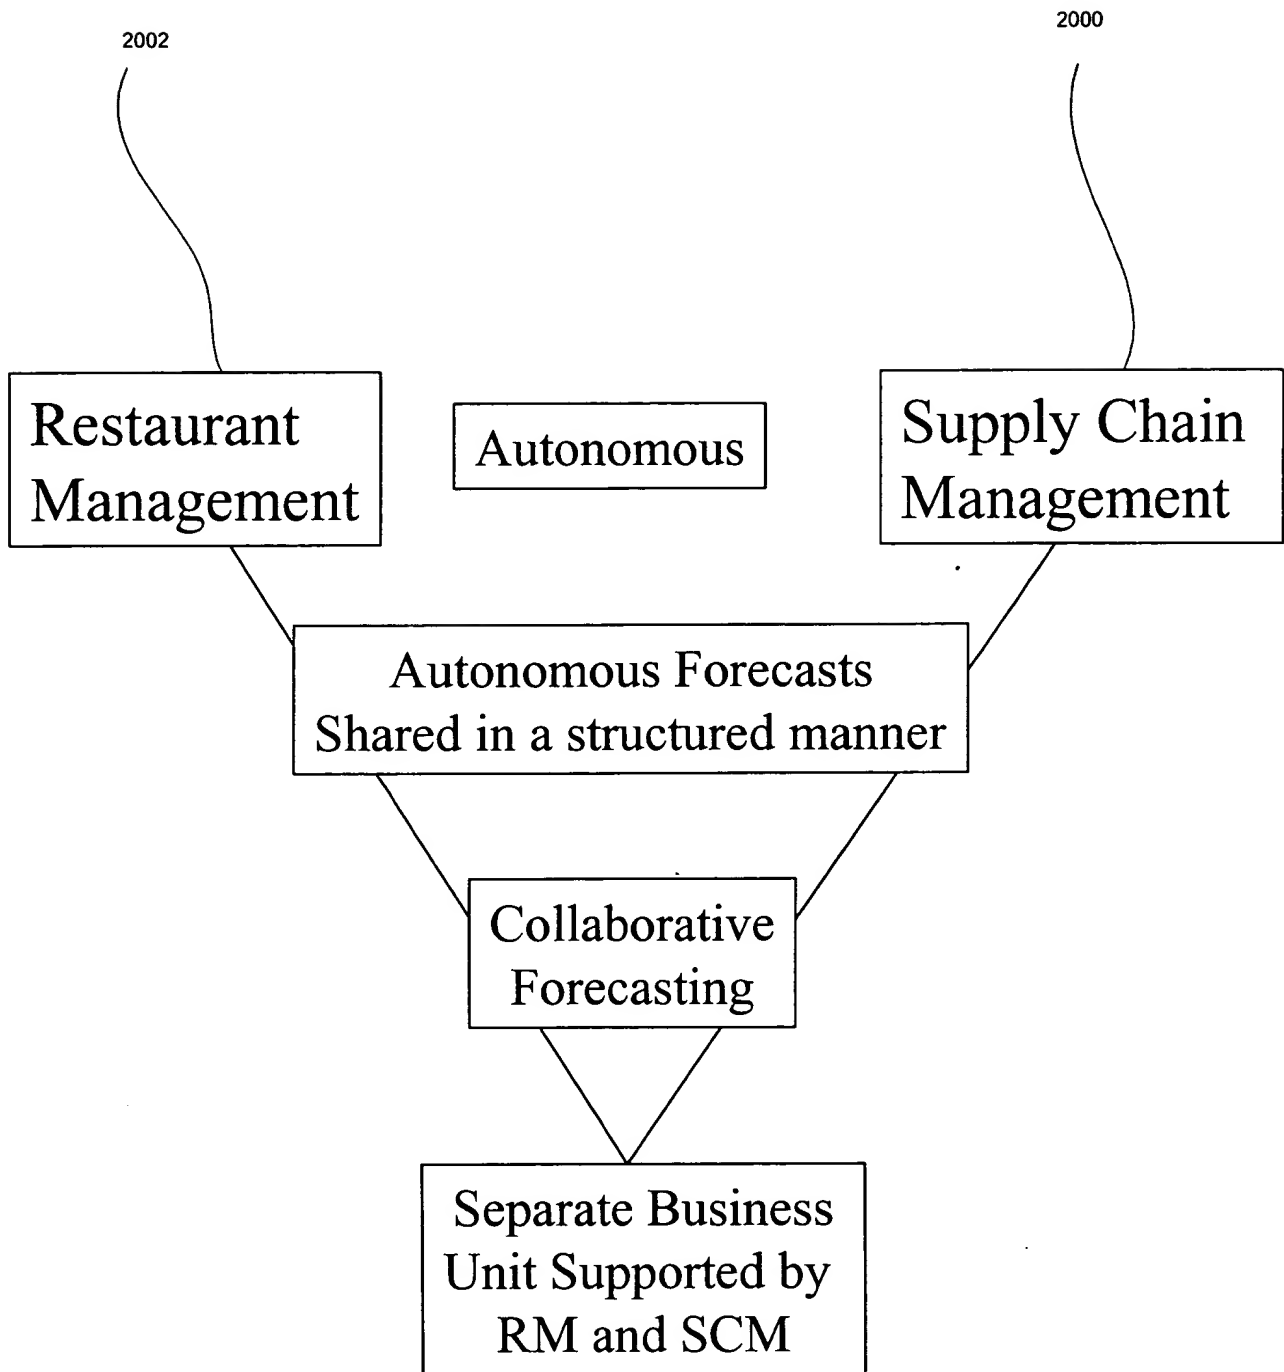 2002
2000
Restaurant
Management
Autonomous
Supply Chain
Management
Autonomous Forecasts
Shared in a structured manner
Collaborative
Forecasting
Separate Business
Unit Supported by
RM and SCM